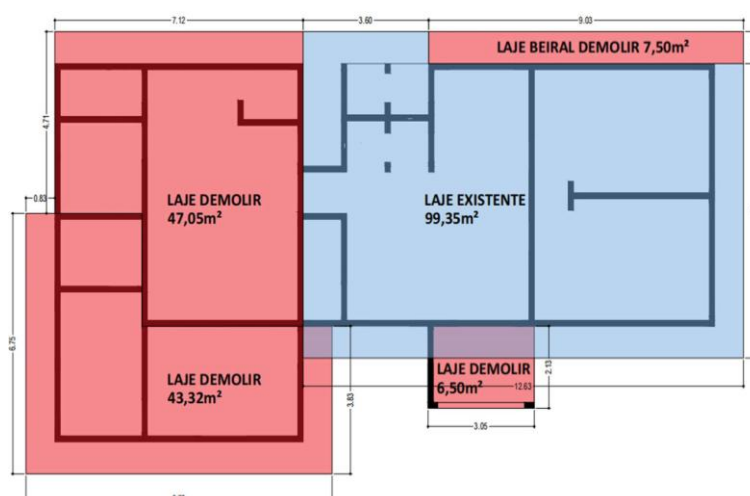 7.12
3.60
9.03
LAJE BEIRAL DEMOLIR 7,50m²
4.71
0.83
LAJE DEMOLIR
47,05m²
LAJE EXISTENTE
99,35m²
6.75
LAJE DEMOLIR
43,32m²
3.83
LAJE DEMOLIR
6,50m²
12.63
2.13
3.05